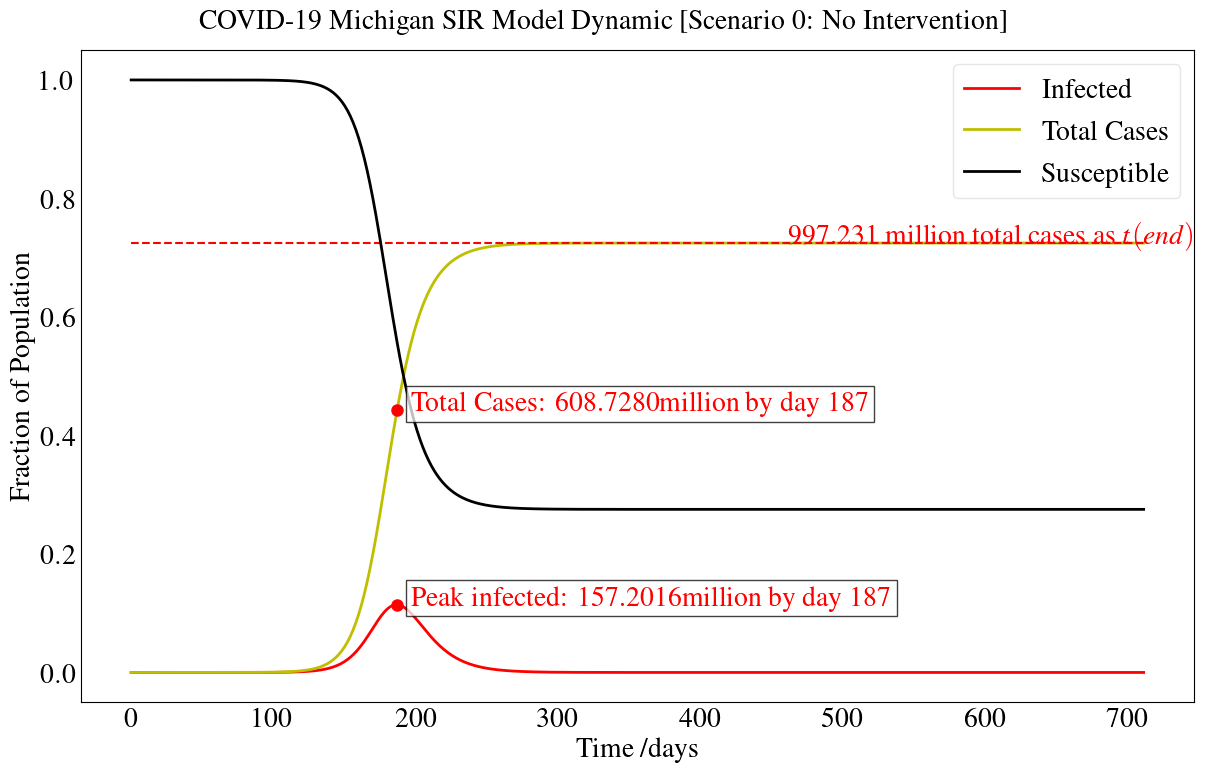 COVID-19 Michigan SIR Model Dynamic [Scenario 0: No Intervention]
Infected
Total Cases
Susceptible
997.231 million total cases as t(end)
Total Cases: 608.7280million by day 187
Peak infected: 157.2016million by day 187
Fraction of Population
1.0
0.8
0.6
0.4
0.2
0.0
0 100 200 300 400 500 600 700
Time /days